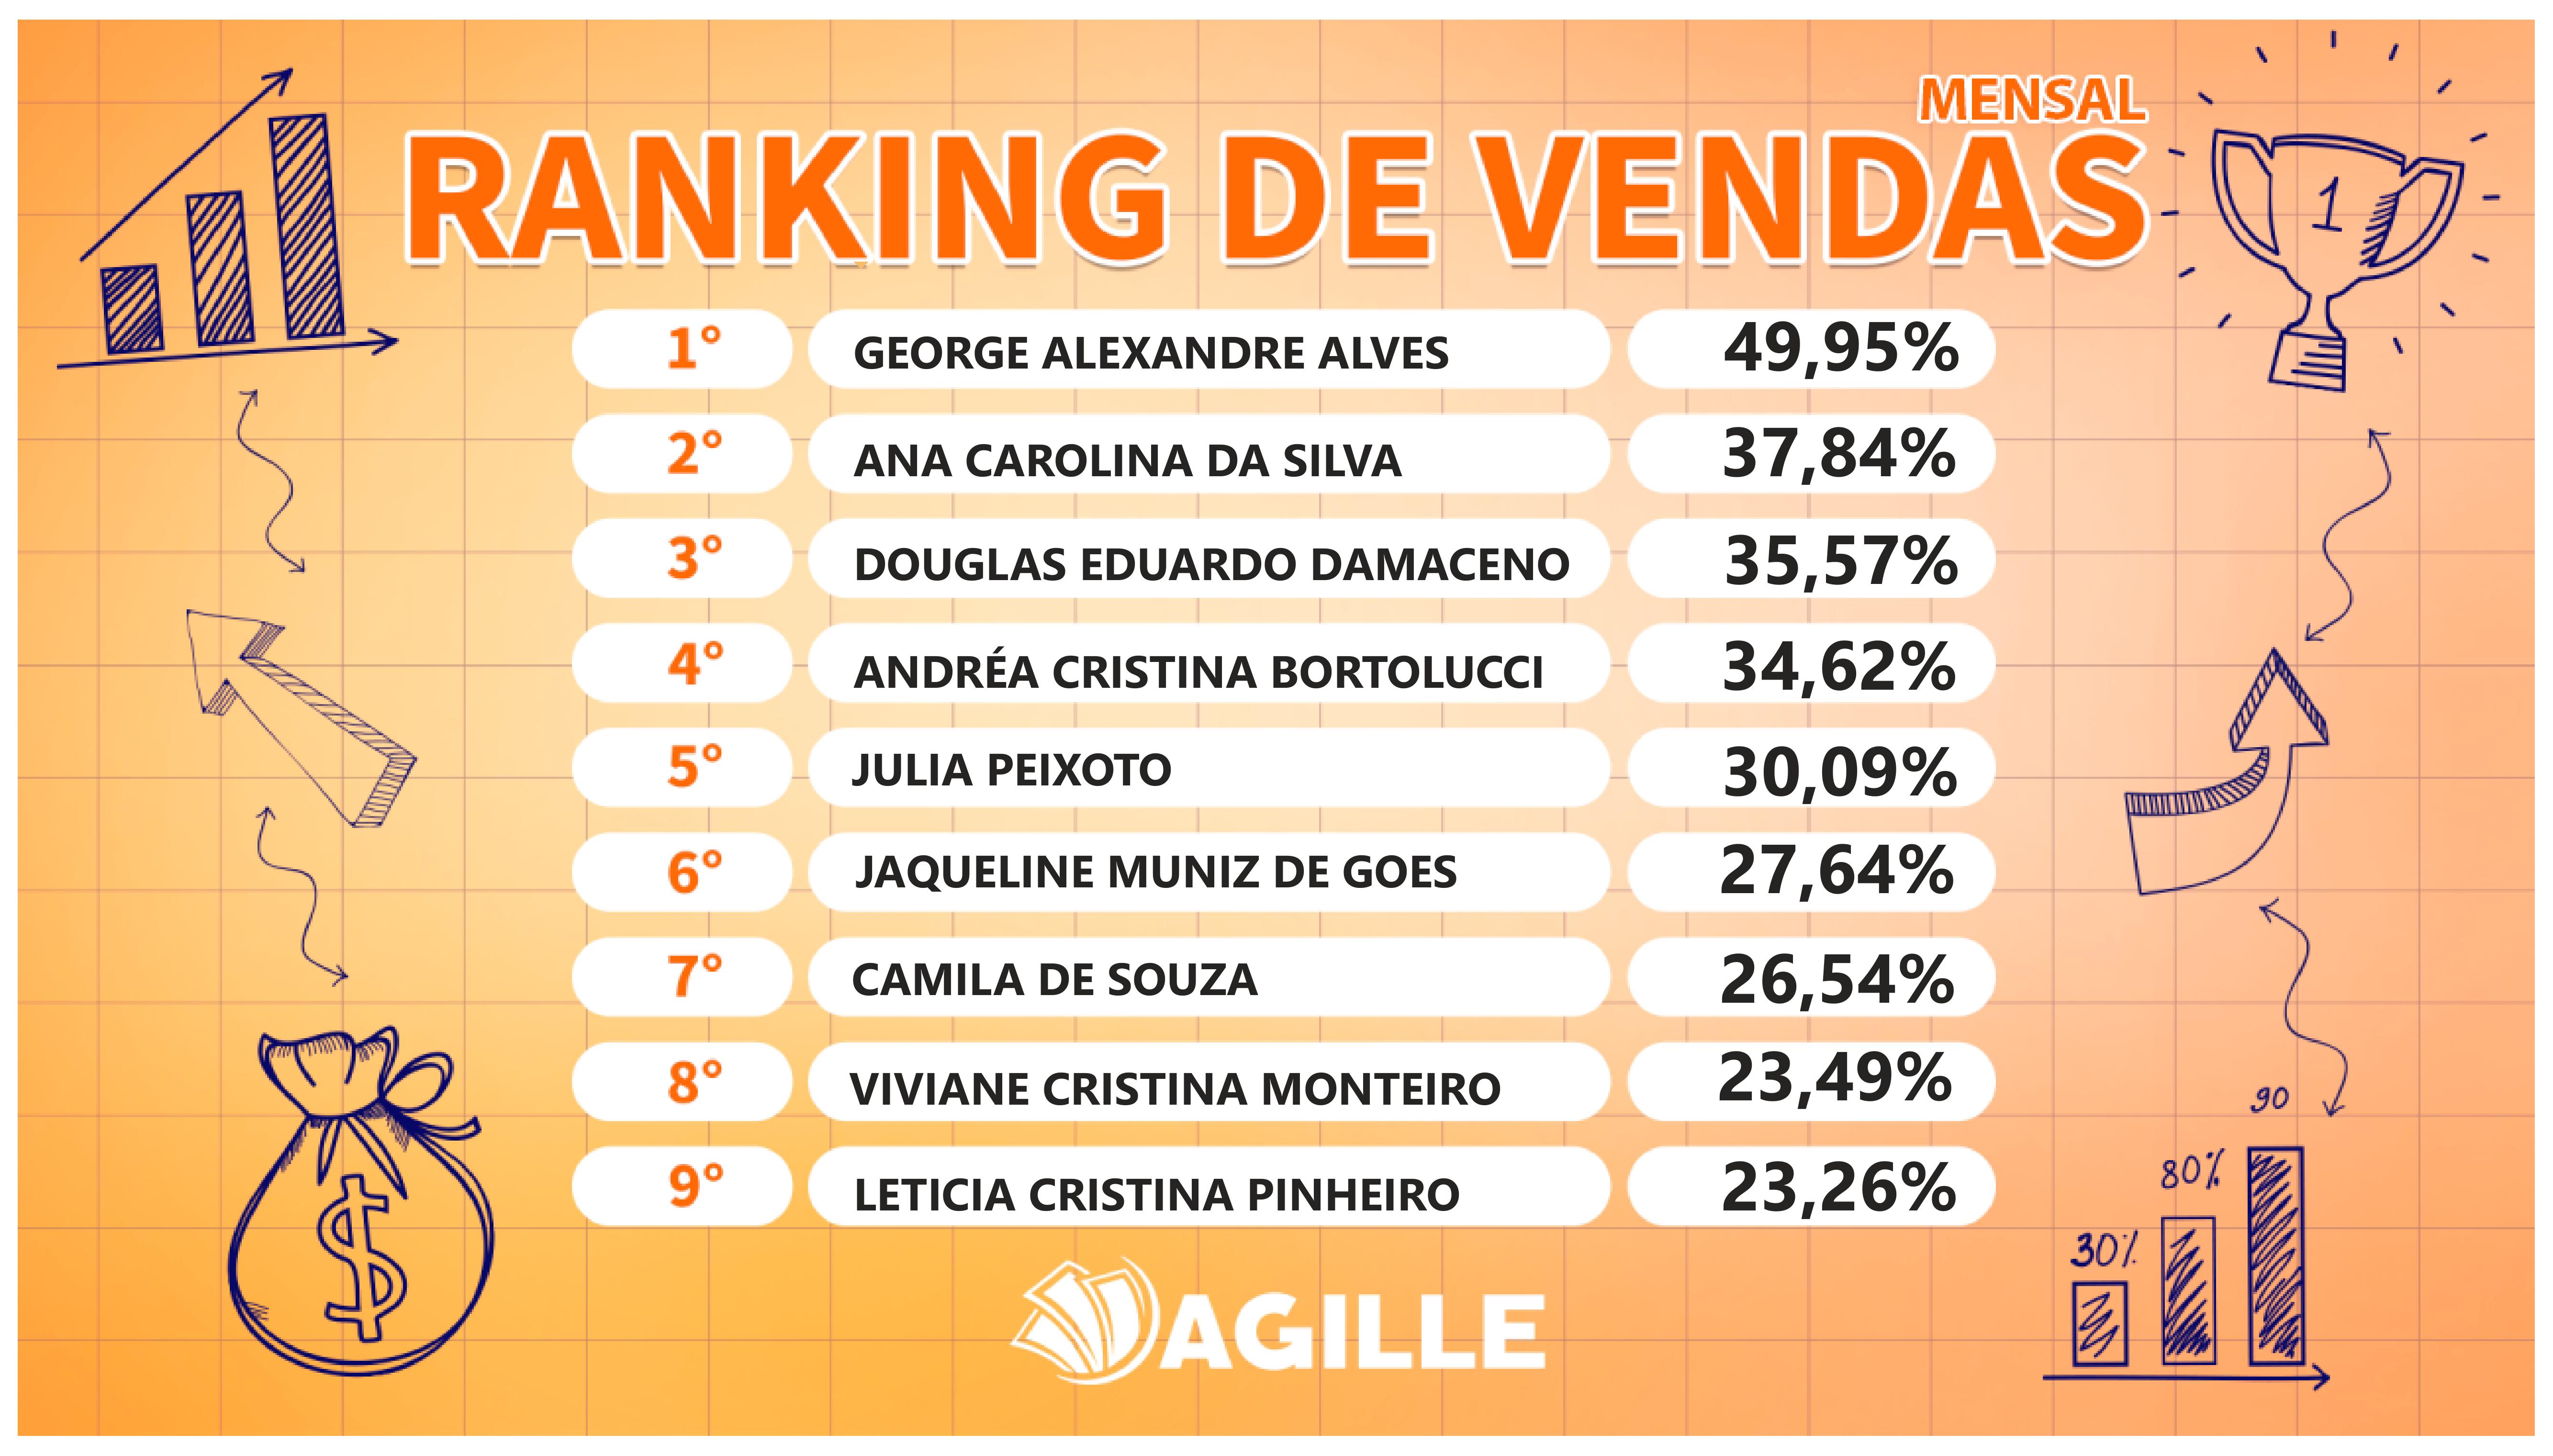 MENSAL
RANKING DE VENDAS
1
1° GEORGE ALEXANDRE ALVES 49,95%
2° ANA CAROLINA DA SILVA 37,84%
3° DOUGLAS EDUARDO DAMACENO 35,57%
4° ANDRÉA CRISTINA BORTOLUCCI 34,62%
5° JULIA PEIXOTO 30,09%
6° JAQUELINE MUNIZ DE GOES 27,64%
7° CAMILA DE SOUZA 26,54%
8° VIVIANE CRISTINA MONTEIRO 23,49%
9° LETICIA CRISTINA PINHEIRO 23,26%
90
80%
30%
$
AGILLE